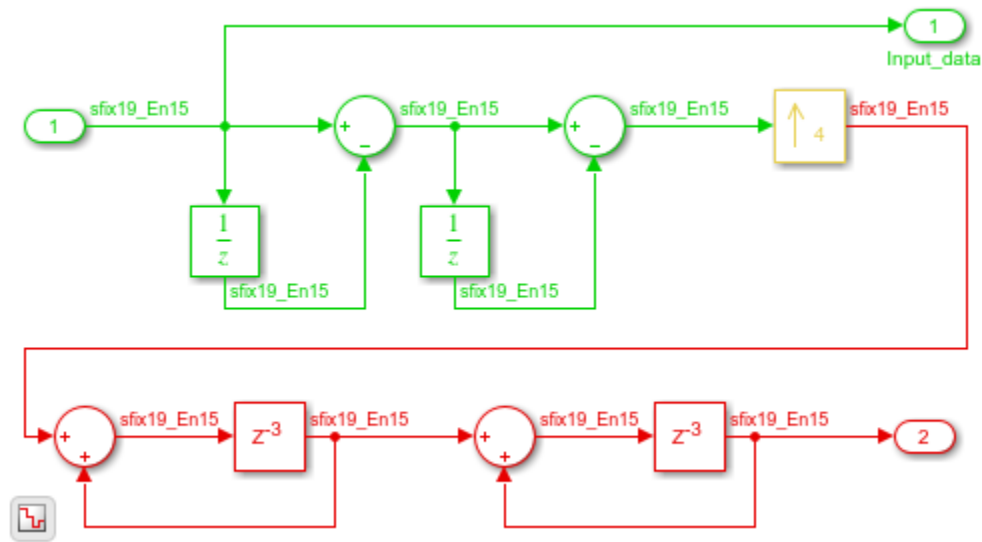 1
Input_data
1
sfix19_En15
+
−
sfix19_En15
+
−
sfix19_En15
4
sfix19_En15
1
z
1
z
sfix19_En15
sfix19_En15
+
+
sfix19_En15
z-3
sfix19_En15
+
+
sfix19_En15
z-3
sfix19_En15
2